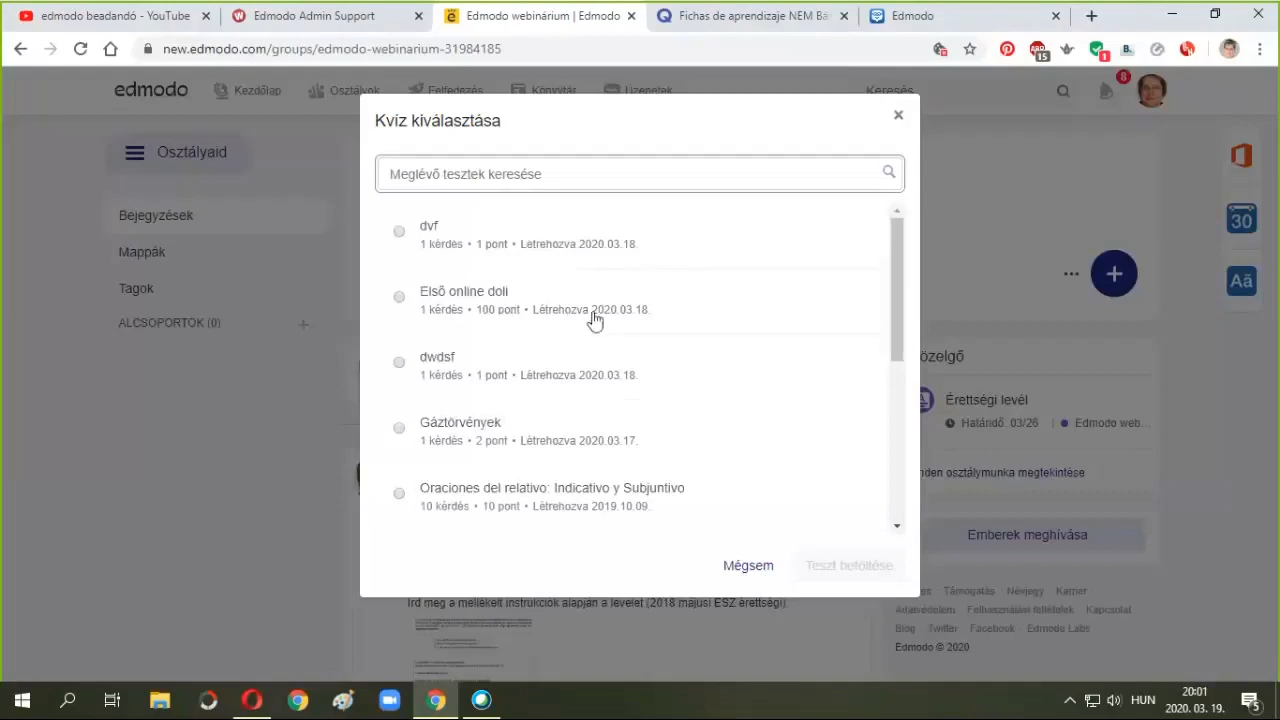 edmodo beadandó - YouTube
Edmodo Admin Support
Edmodo webinárium | Edmodo
Fichas de aprendizaje NEM Bá
Edmodo
new.edmodo.com/groups/edmodo-webinarium-31984185
15
1
edmodo
Kezdőlap
Osztályok
Felfedezés
Könyvtár
Üzenetek
Keresés
8
Osztályaid
Bejegyzések
Mappák
Tagok
ALCSOPORTOK (0)
Kvíz kiválasztása
Meglévő tesztek keresése
dvf
1 kérdés • 1 pont • Létrehozva 2020.03.18.
Első online doli
1 kérdés • 100 pont • Létrehozva 2020.03.18.
dwdsf
1 kérdés • 1 pont • Létrehozva 2020.03.18.
Gáztörvények
1 kérdés • 2 pont • Létrehozva 2020.03.17.
Oraciones del relativo: Indicativo y Subjuntivo
10 kérdés • 10 pont • Létrehozva 2019.10.09.
Mégsem
Teszt betöltése
30
Aä
özelgő
Érettségi levél
Határidő 03/26 | Edmodo web...
nden osztálymunka megtekintése
Emberek meghívása
Támogatás Névjegy Karrier
Adatvédelem Felhasználási feltételek Kapcsolat
Blog Twitter Facebook Edmodo Labs
Edmodo © 2020
Írd meg a mellékelt instrukciók alapján a levelet (2018 májusi ESZ érettségi).
HUN
20:01
2020. 03. 19.
5